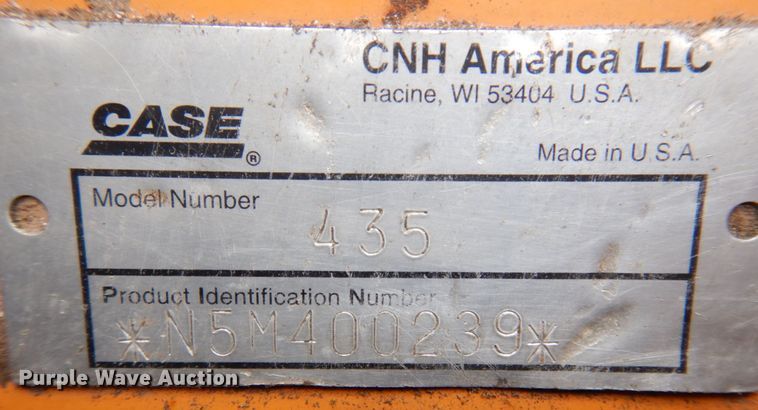 CNH America LLC
Racine, WI 53404 U.S.A.
CASE
®
Made in U.S.A.
Model Number
435
Product Identification Number
*N5M400239*
Purple Wave Auction